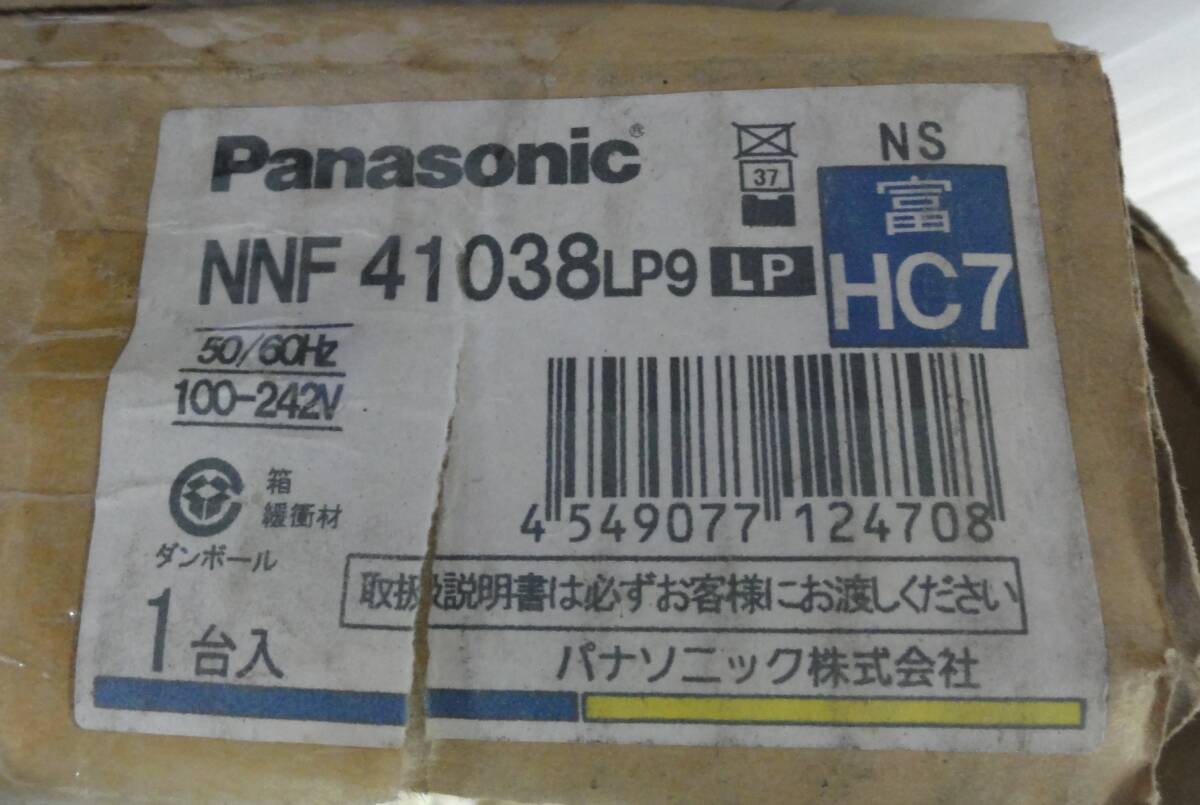 Panasonic®
NS
37
富
HC7
NNF 41038LP9 LP
50/60Hz
100-242V
4 549077 124708
箱
緩衝材
ダンボール
取扱説明書は必ずお客様にお渡しください
1台入
パナソニック株式会社